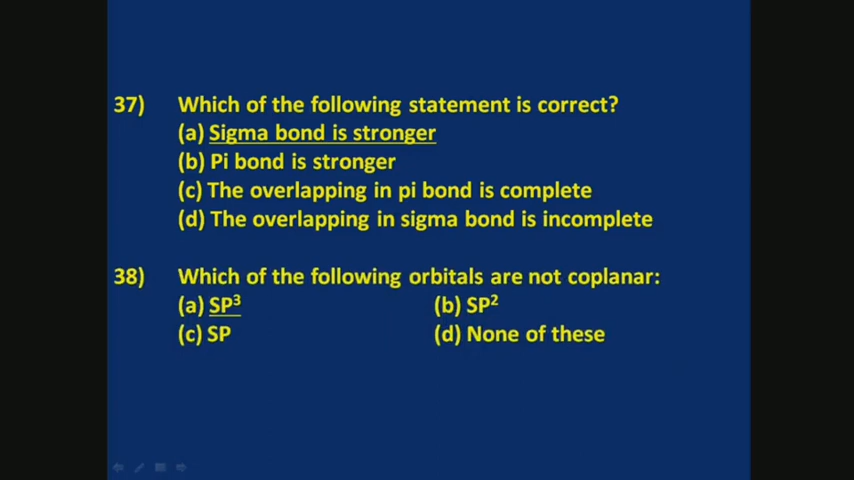 37) Which of the following statement is correct?
(a) Sigma bond is stronger
(b) Pi bond is stronger
(c) The overlapping in pi bond is complete
(d) The overlapping in sigma bond is incomplete
38) Which of the following orbitals are not coplanar:
(a) SP³ (b) SP²
(c) SP (d) None of these